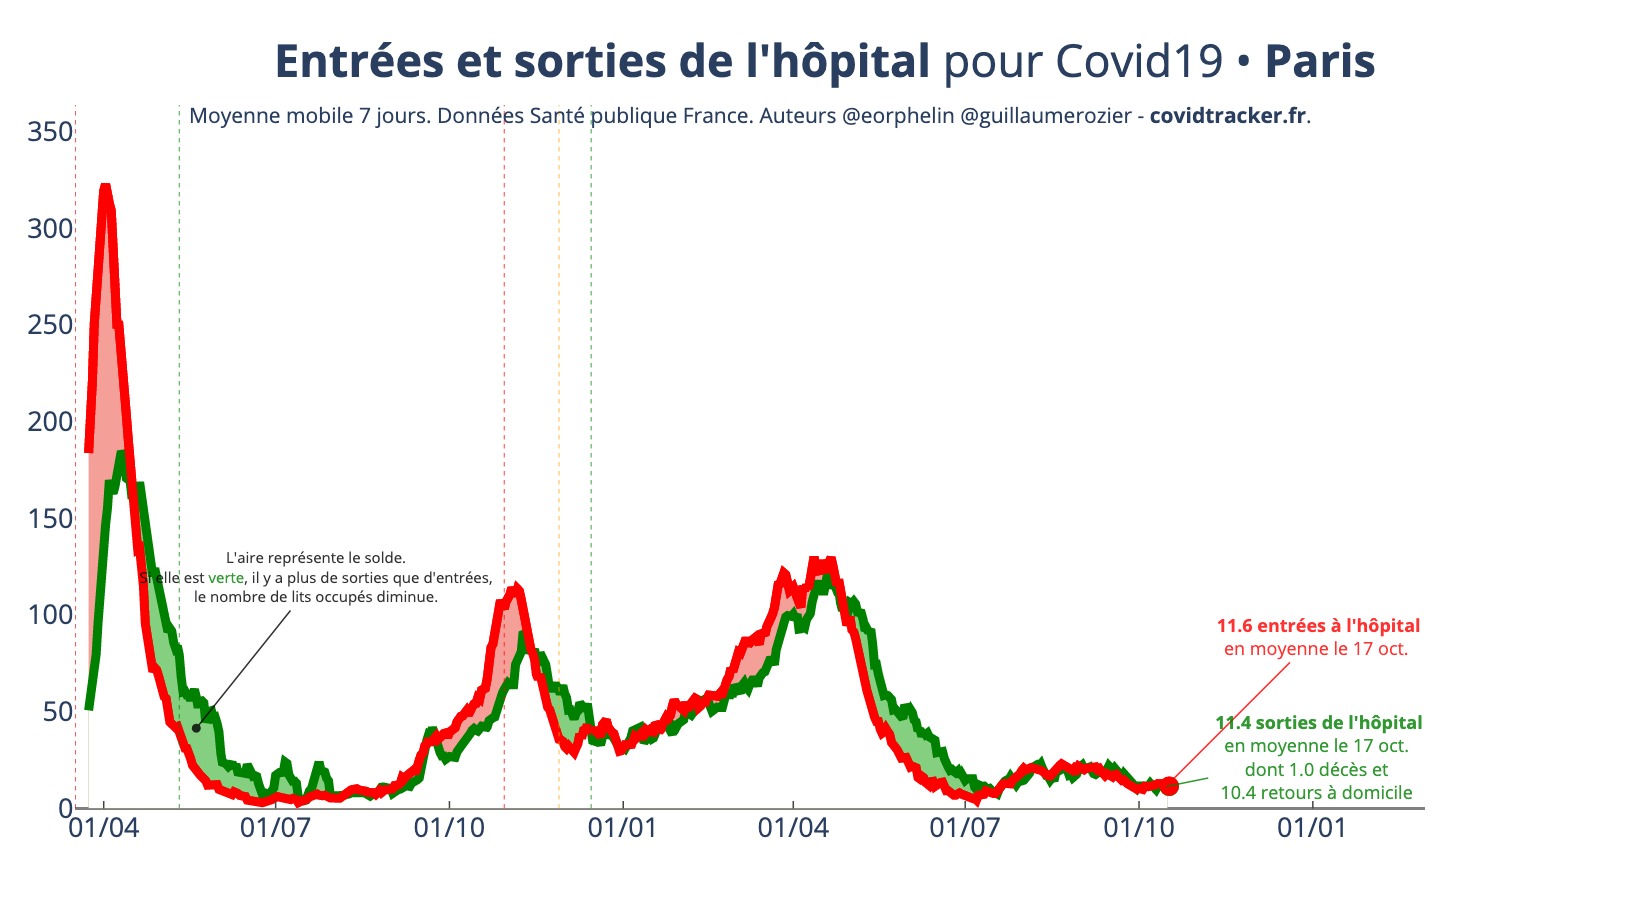 Entrées et sorties de l'hôpital pour Covid19 • Paris
Moyenne mobile 7 jours. Données Santé publique France. Auteurs @eorphelin @guillaumerozier - covidtracker.fr.
350
300
250
200
150
100
50
0
L'aire représente le solde.
Si elle est verte, il y a plus de sorties que d'entrées,
le nombre de lits occupés diminue.
11.6 entrées à l'hôpital
en moyenne le 17 oct.
11.4 sorties de l'hôpital
en moyenne le 17 oct.
dont 1.0 décès et
10.4 retours à domicile
01/04
01/07
01/10
01/01
01/04
01/07
01/10
01/01